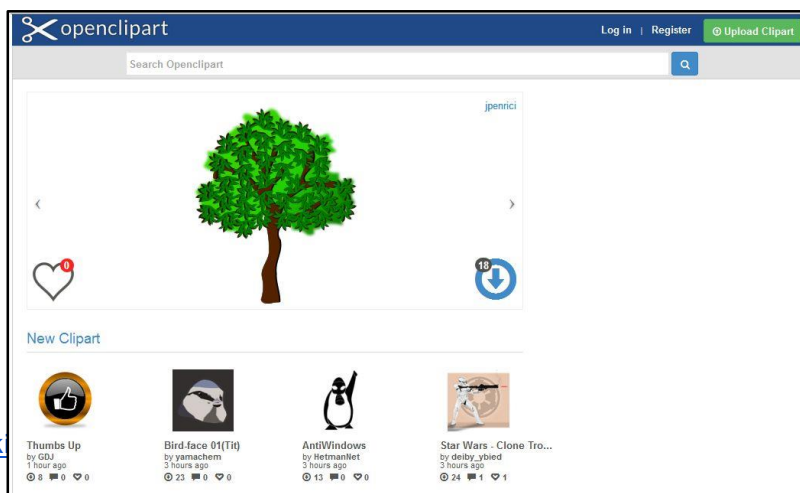 openclipart
Log in | Register
Upload Clipart
Search Openclipart
jpenrici
0
18
New Clipart
Thumbs Up
by GDJ
1 hour ago
8 0 0
Bird-face 01(Tit)
by yamachem
3 hours ago
23 0 0
AntiWindows
by HetmanNet
3 hours ago
13 0 0
Star Wars - Clone Tro...
by deiby_ybied
3 hours ago
24 1 1